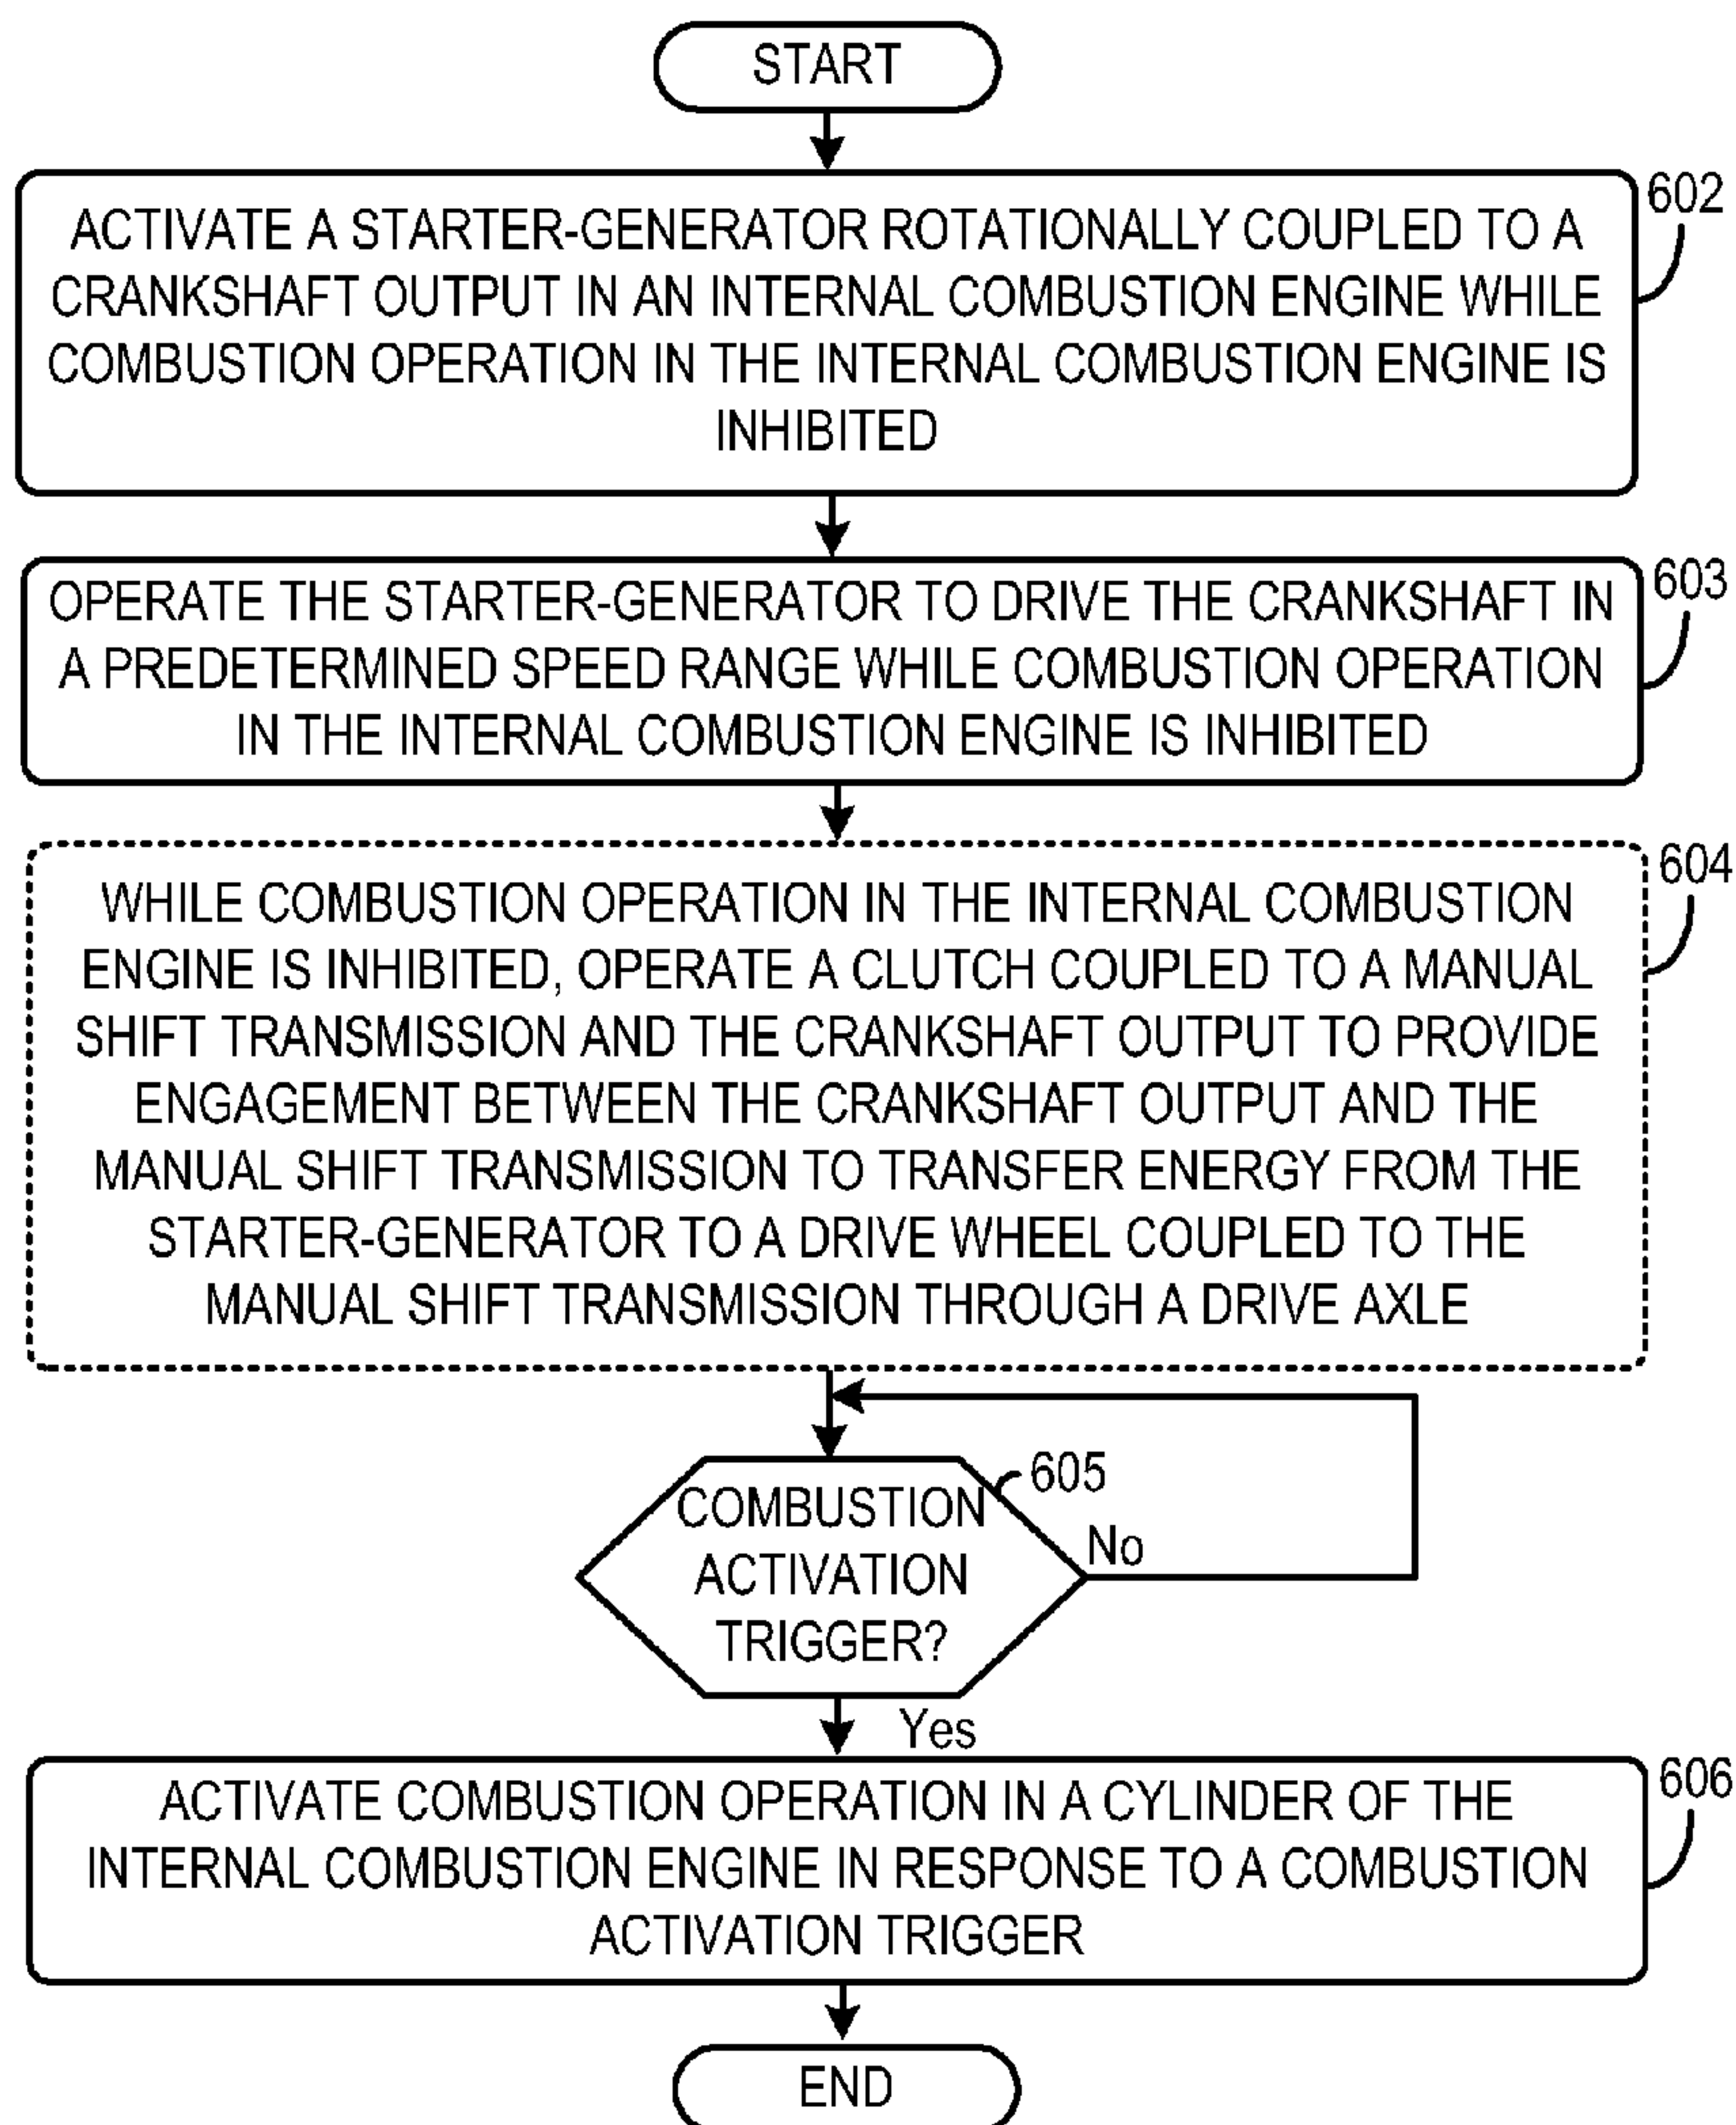 START
602
ACTIVATE A STARTER-GENERATOR ROTATIONALLY COUPLED TO A
CRANKSHAFT OUTPUT IN AN INTERNAL COMBUSTION ENGINE WHILE
COMBUSTION OPERATION IN THE INTERNAL COMBUSTION ENGINE IS
INHIBITED
603
OPERATE THE STARTER-GENERATOR TO DRIVE THE CRANKSHAFT IN
A PREDETERMINED SPEED RANGE WHILE COMBUSTION OPERATION
IN THE INTERNAL COMBUSTION ENGINE IS INHIBITED
604
WHILE COMBUSTION OPERATION IN THE INTERNAL COMBUSTION
ENGINE IS INHIBITED, OPERATE A CLUTCH COUPLED TO A MANUAL
SHIFT TRANSMISSION AND THE CRANKSHAFT OUTPUT TO PROVIDE
ENGAGEMENT BETWEEN THE CRANKSHAFT OUTPUT AND THE
MANUAL SHIFT TRANSMISSION TO TRANSFER ENERGY FROM THE
STARTER-GENERATOR TO A DRIVE WHEEL COUPLED TO THE
MANUAL SHIFT TRANSMISSION THROUGH A DRIVE AXLE
605
COMBUSTION
ACTIVATION
TRIGGER?
No
Yes
606
ACTIVATE COMBUSTION OPERATION IN A CYLINDER OF THE
INTERNAL COMBUSTION ENGINE IN RESPONSE TO A COMBUSTION
ACTIVATION TRIGGER
END